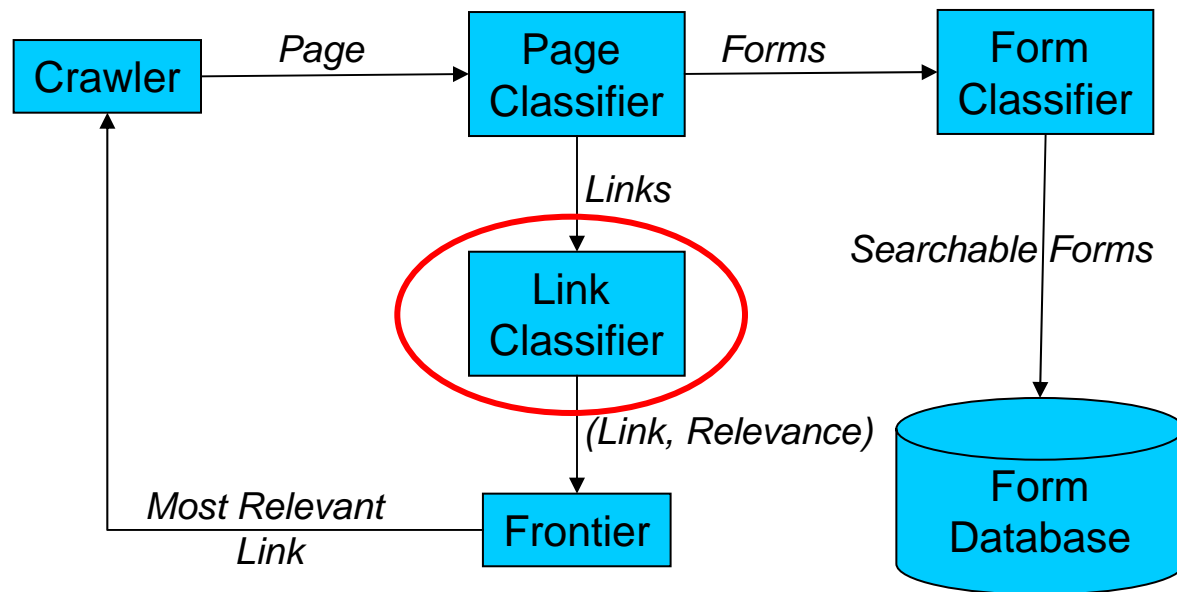 Crawler
Page
Page
Classifier
Forms
Form
Classifier
Links
Searchable Forms
Link
Classifier
(Link, Relevance)
Most Relevant
Link
Frontier
Form
Database